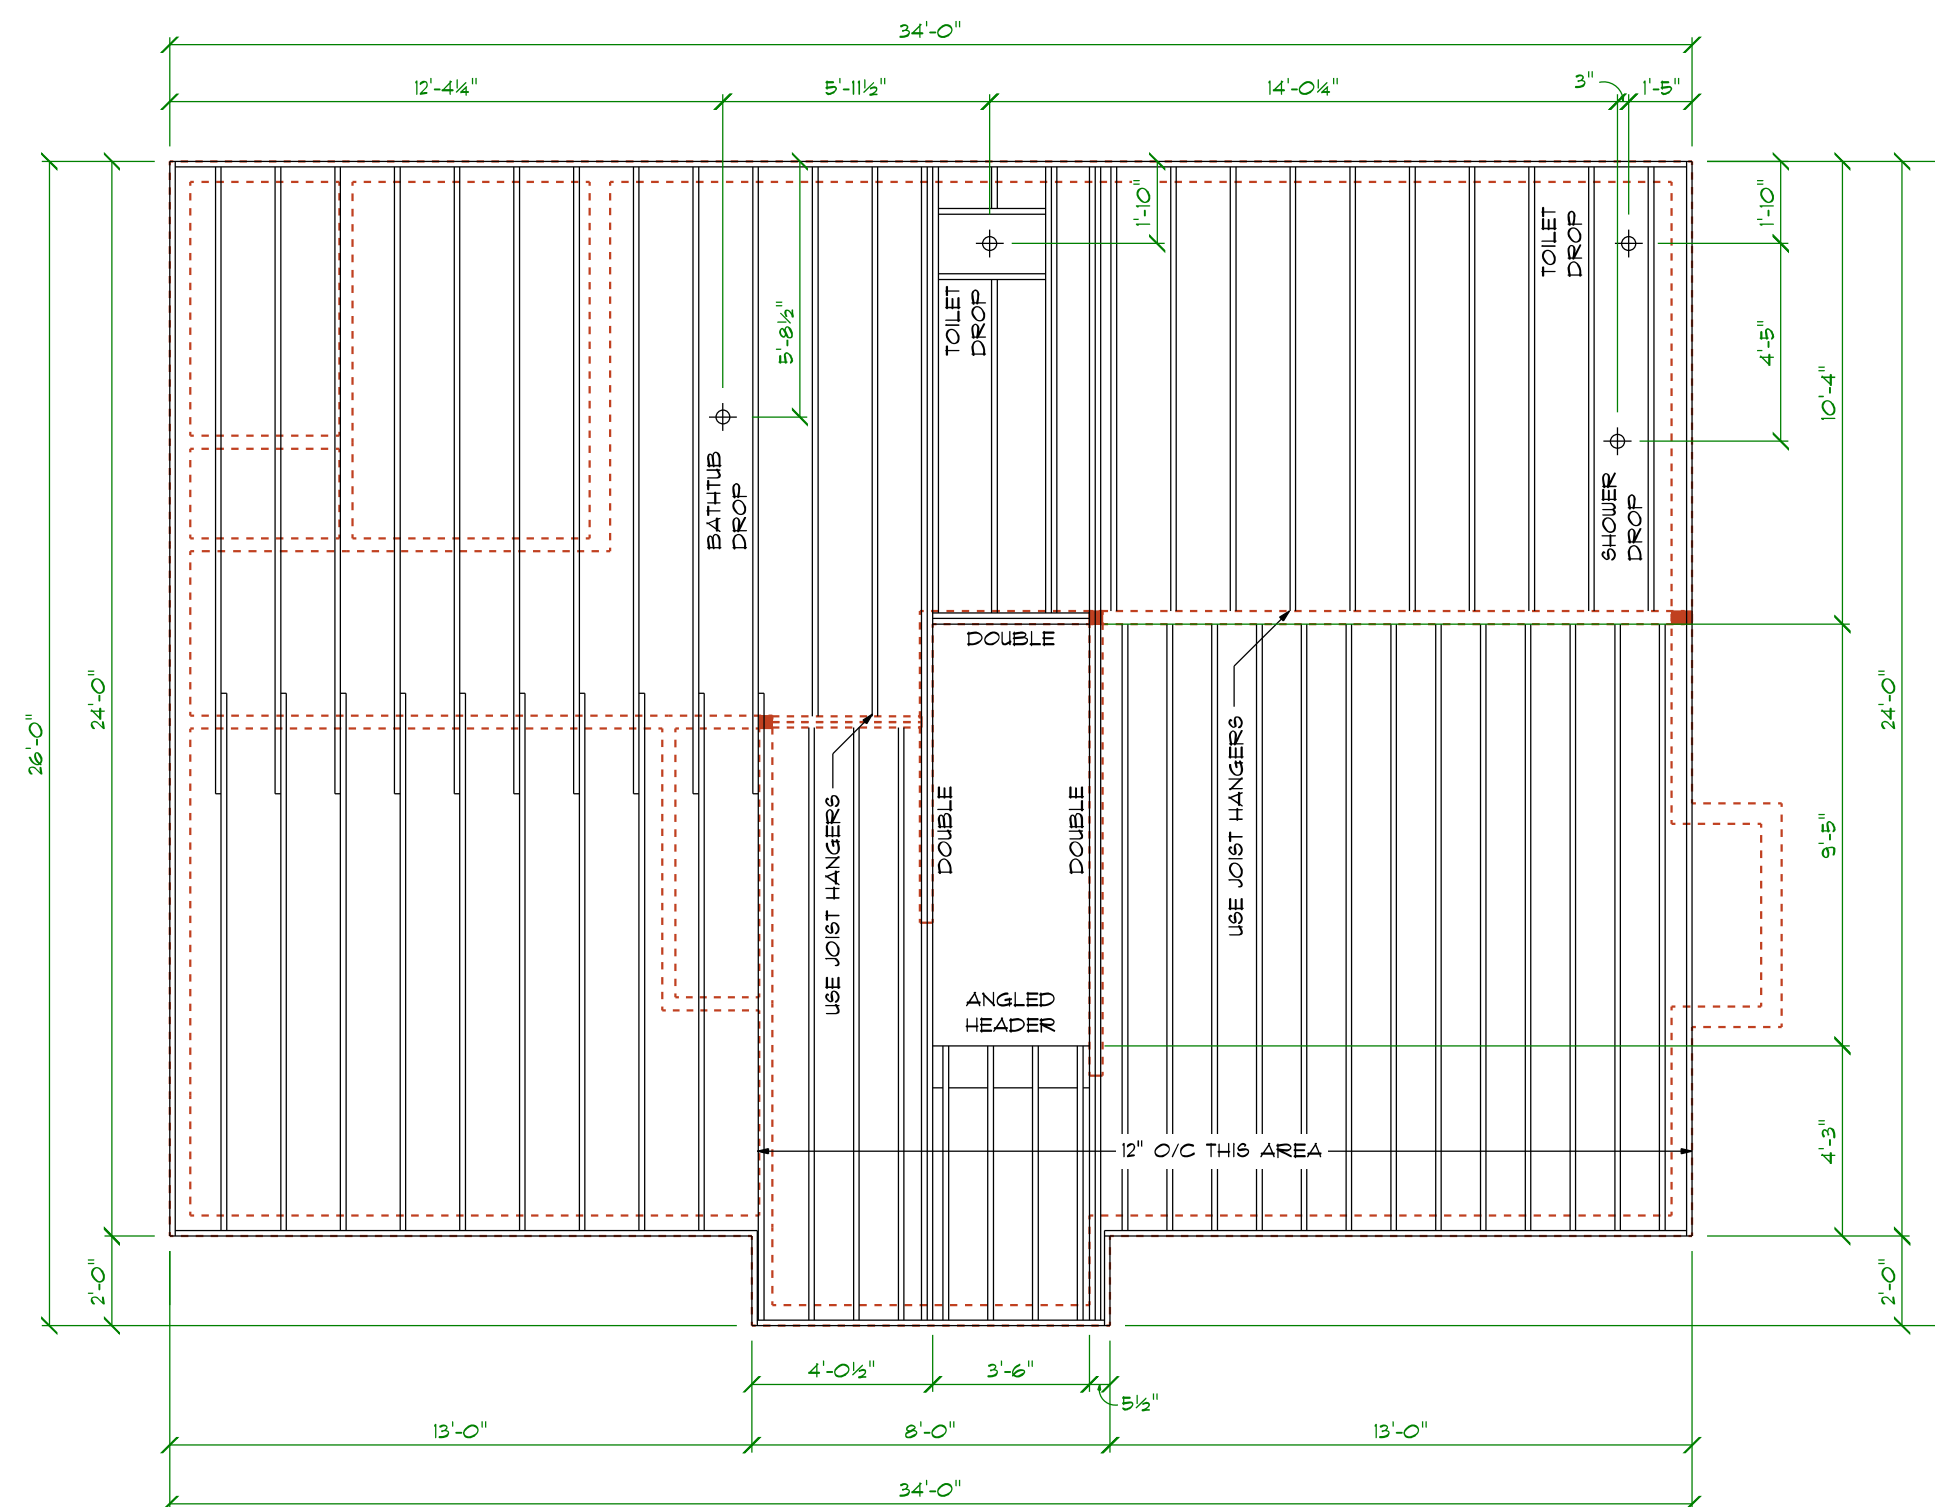 34'-0"
12'-4¼"
5'-11½"
14'-0¼"
3"
1'-5"
1'-10"
1'-10"
TOILET
DROP
TOILET
DROP
5'-8½"
4'-5"
10'-4"
BATHTUB
DROP
SHOWER
DROP
DOUBLE
26'-0"
24'-0"
24'-0"
USE JOIST HANGERS
DOUBLE
DOUBLE
USE JOIST HANGERS
9'-5"
ANGLED
HEADER
12" O/C THIS AREA
4'-3"
2'-0"
2'-0"
4'-0½"
3'-6"
5½"
13'-0"
8'-0"
13'-0"
34'-0"